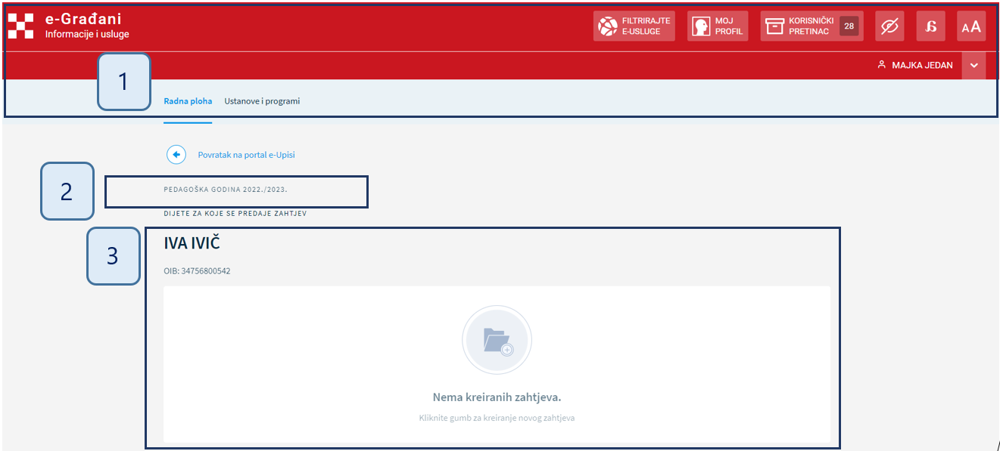 e-Građani
Informacije i usluge
FILTRIRAJTE
E-USLUGE
MOJ
PROFIL
KORISNIČKI
PRETINAC
28
AA
MAJKA JEDAN
1
Radna ploha
Ustanove i programi
Povratak na portal e-Upisi
2
PEDAGOŠKA GODINA 2022./2023.
DIJETE ZA KOJE SE PREDAJE ZAHTJEV
3
IVA IVIČ
OIB: 34756800542
Nema kreiranih zahtjeva.
Kliknite gumb za kreiranje novog zahtjeva